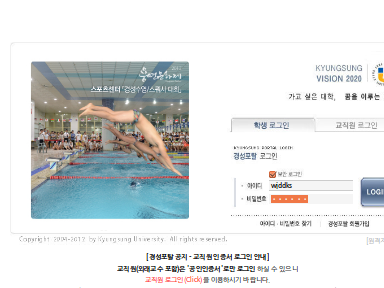 2012
스포츠센터 「경성수영/스쿼시 대회」
KYUNGSUNG
VISION 2020
가고 싶은 대학, 꿈을 이루는
학생 로그인
교직원 로그인
KYUNGSUNG PORTAL LOGIN
경성포탈 로그인
보안 로그인
아이디
wjddks
비밀번호
LOGI
아이디 · 비밀번호 찾기
경성포탈 회원가입
Copyright 2004-2012 by Kyungsung University. All rights reserved.
[경성포탈 공지 - 교직원 인증서 로그인 안내]
교직원(외래교수 포함)은 "공인인증서"로만 로그인 하실 수 있으니
교직원 로그인(Click)를 이용하시기 바랍니다.